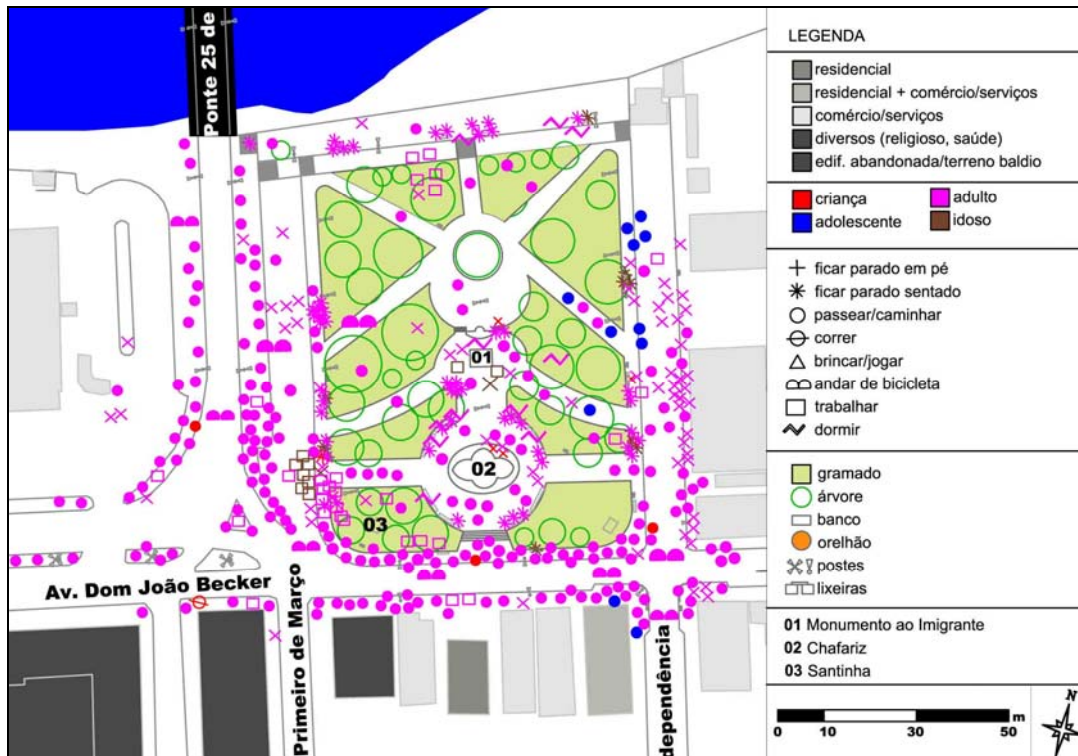 Ponte 25 de
01
02
03
Av. Dom João Becker
Primeiro de Março
dependência
LEGENDA
residencial
residencial + comércio/serviços
comércio/serviços
diversos (religioso, saúde)
edif. abandonada/terreno baldio
criança
adulto
adolescente
idoso
ficar parado em pé
ficar parado sentado
passear/caminhar
correr
brincar/jogar
andar de bicicleta
trabalhar
dormir
gramado
árvore
banco
orelhão
postes
lixeiras
01 Monumento ao Imigrante
02 Chafariz
03 Santinha
N
0 10 30 50 m